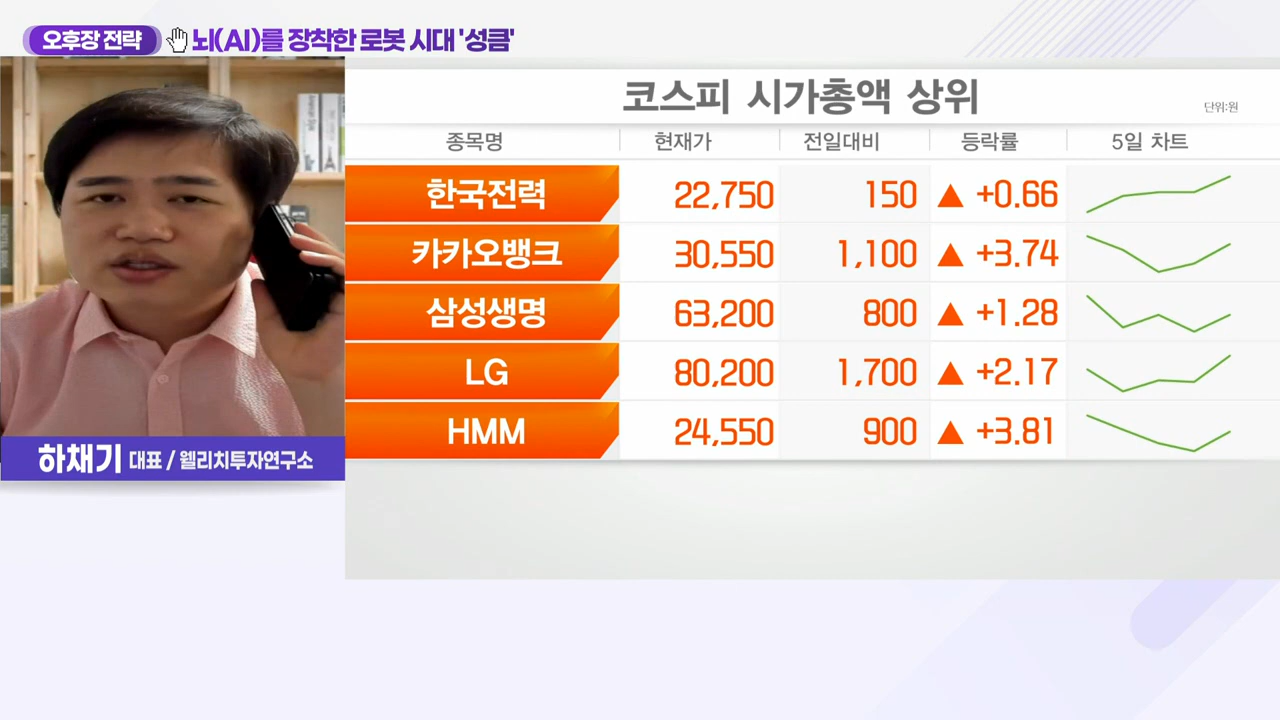 오후장 전략 뇌(AI)를 장착한 로봇 시대 '성큼'
코스피 시가총액 상위
단위:원
종목명 현재가 전일대비 등락률 5일 차트
한국전력 22,750 150 ▲ +0.66
카카오뱅크 30,550 1,100 ▲ +3.74
삼성생명 63,200 800 ▲ +1.28
LG 80,200 1,700 ▲ +2.17
HMM 24,550 900 ▲ +3.81
하채기 대표 / 웰리치투자연구소